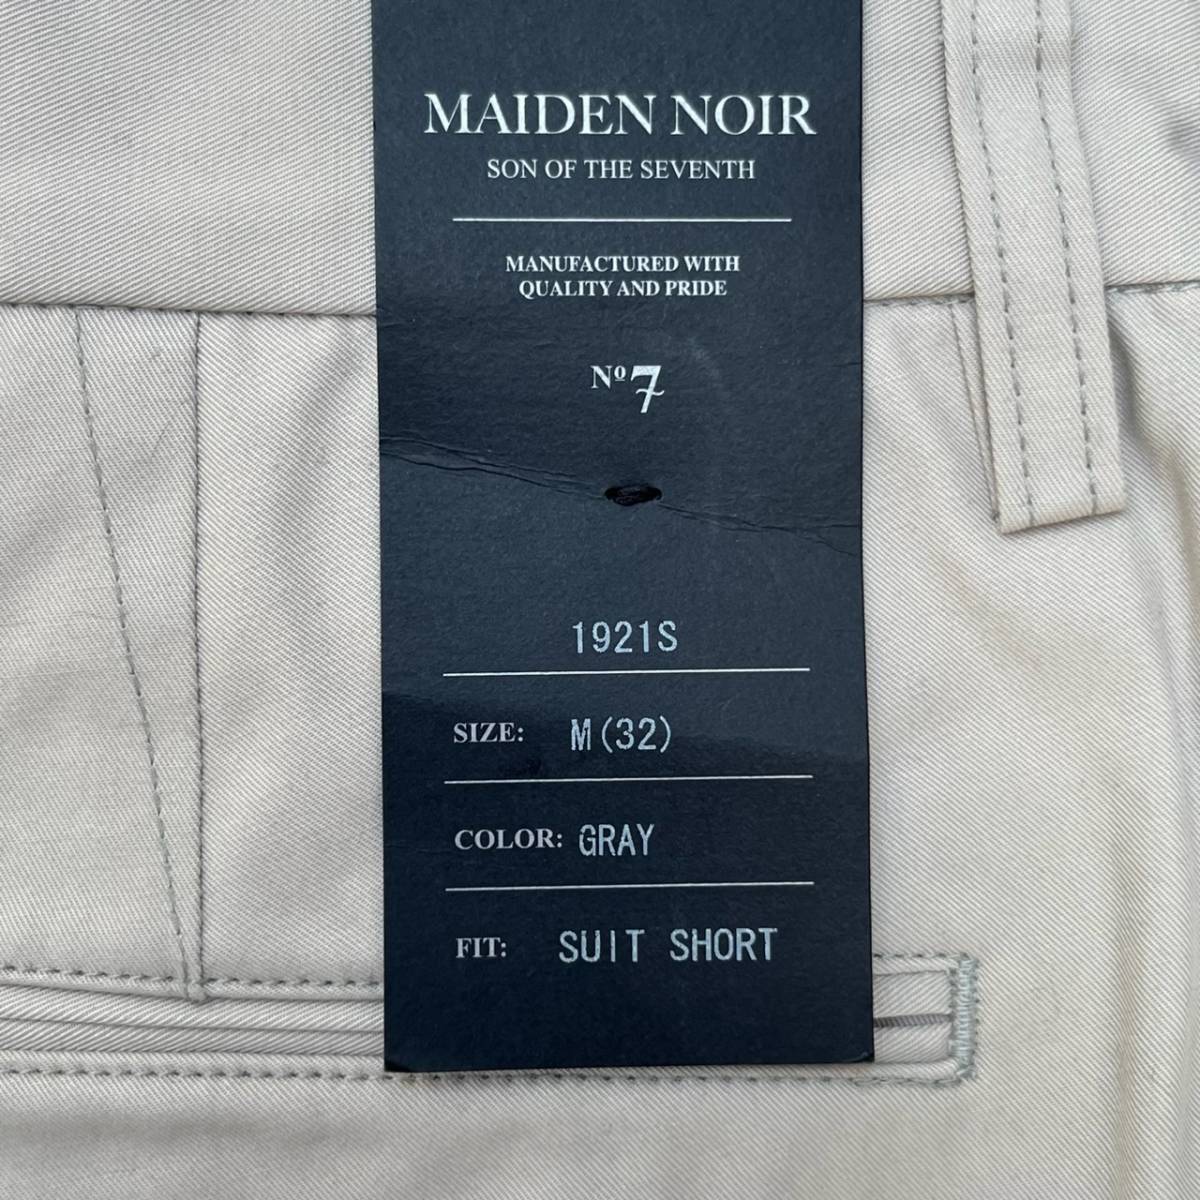 MAIDEN NOIR
SON OF THE SEVENTH
MANUFACTURED WITH
QUALITY AND PRIDE
Nº7
1921S
SIZE: M(32)
COLOR: GRAY
FIT: SUIT SHORT